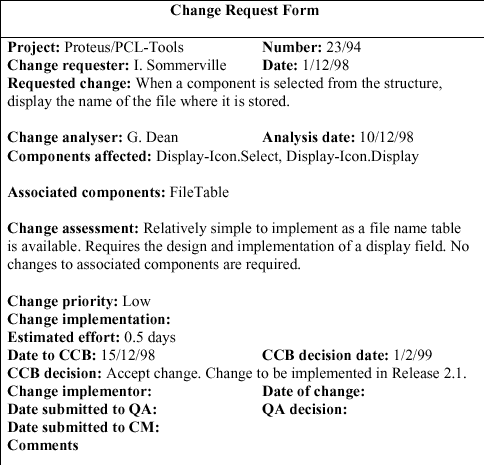 Change Request Form
Project: Proteus/PCL-Tools Number: 23/94
Change requester: I. Sommerville Date: 1/12/98
Requested change: When a component is selected from the structure,
display the name of the file where it is stored.
Change analyser: G. Dean Analysis date: 10/12/98
Components affected: Display-Icon.Select, Display-Icon.Display
Associated components: FileTable
Change assessment: Relatively simple to implement as a file name table
is available. Requires the design and implementation of a display field. No
changes to associated components are required.
Change priority: Low
Change implementation:
Estimated effort: 0.5 days
Date to CCB: 15/12/98 CCB decision date: 1/2/99
CCB decision: Accept change. Change to be implemented in Release 2.1.
Change implementor: Date of change:
Date submitted to QA: QA decision:
Date submitted to CM:
Comments